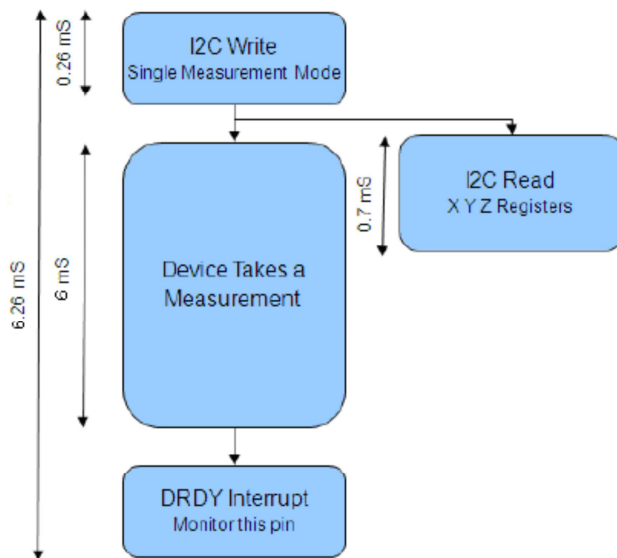 I2C Write
Single Measurement Mode
0.26 mS
I2C Read
X Y Z Registers
0.7 mS
Device Takes a
Measurement
6 mS
6.26 mS
DRDY Interrupt
Monitor this pin